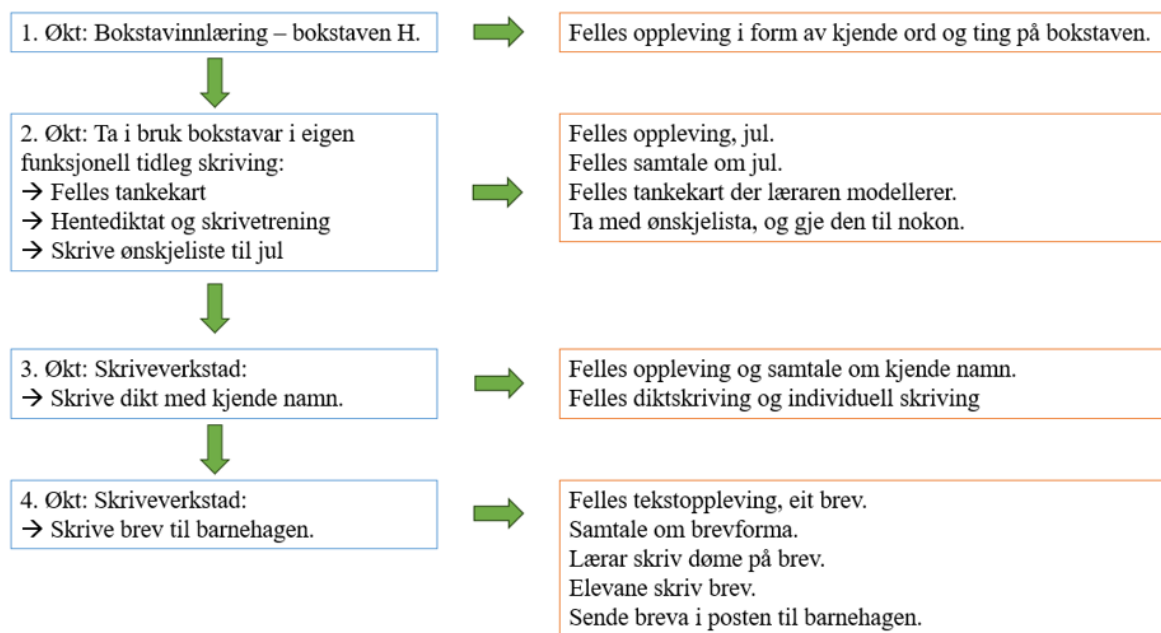 1. Økt: Bokstavinnlæring – bokstaven H.
Felles oppleving i form av kjende ord og ting på bokstaven.
2. Økt: Ta i bruk bokstavar i eigen
funksjonell tidleg skriving:
→ Felles tankekart
→ Hentediktat og skrivetrening
→ Skrive ønskjeliste til jul
Felles oppleving, jul.
Felles samtale om jul.
Felles tankekart der læraren modellerer.
Ta med ønskjelista, og gje den til nokon.
3. Økt: Skriveverkstad:
→ Skrive dikt med kjende namn.
Felles oppleving og samtale om kjende namn.
Felles diktskriving og individuell skriving
4. Økt: Skriveverkstad:
→ Skrive brev til barnehagen.
Felles tekstoppleving, eit brev.
Samtale om brevforma.
Lærar skriv døme på brev.
Elevane skriv brev.
Sende breva i posten til barnehagen.